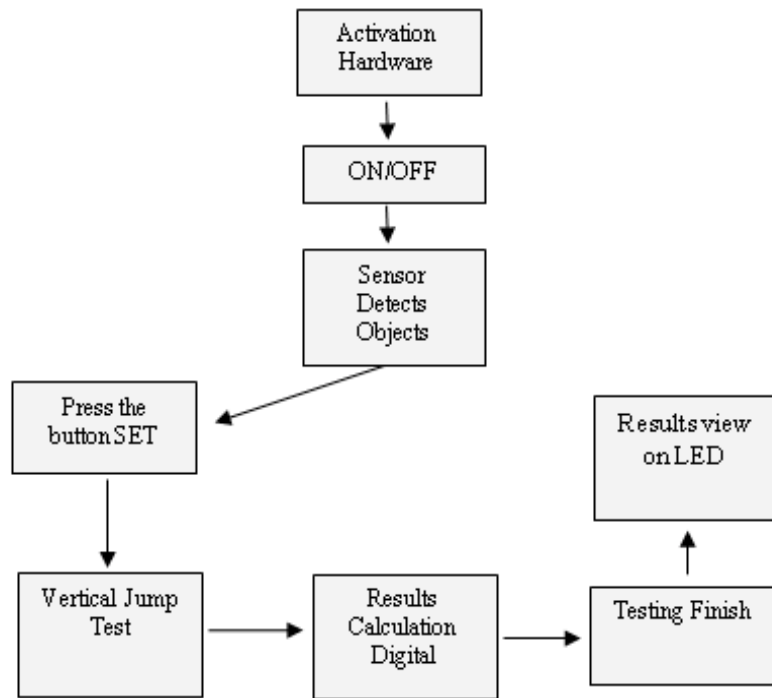 Activation
Hardware
ON/OFF
Sensor
Detects
Objects
Press the
button SET
Results view
on LED
Vertical Jump
Test
Results
Calculation
Digital
Testing Finish